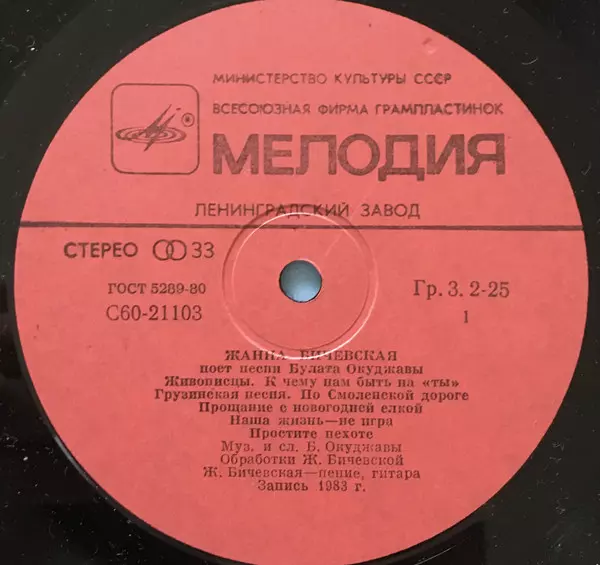 МИНИСТЕРСТВО КУЛЬТУРЫ СССР
ВСЕСОЮЗНАЯ ФИРМА ГРАМПЛАСТИНОК
МЕЛОДИЯ
ЛЕНИНГРАДСКИЙ ЗАВОД
СТЕРЕО 33
ГОСТ 5289-80
С60-21103
Гр. 3. 2-25
1
ЖАННА БИЧЕВСКАЯ
поет песни Булата Окуджавы
Живописцы. К чему нам быть на «ты»
Грузинская песня. По Смоленской дороге
Прощание с новогодней елкой
Наша жизнь—не игра
Простите пехоте
Муз. и сл. Б. Окуджавы
Обработки Ж. Бичевской
Ж. Бичевская—пение, гитара
Запись 1983 г.